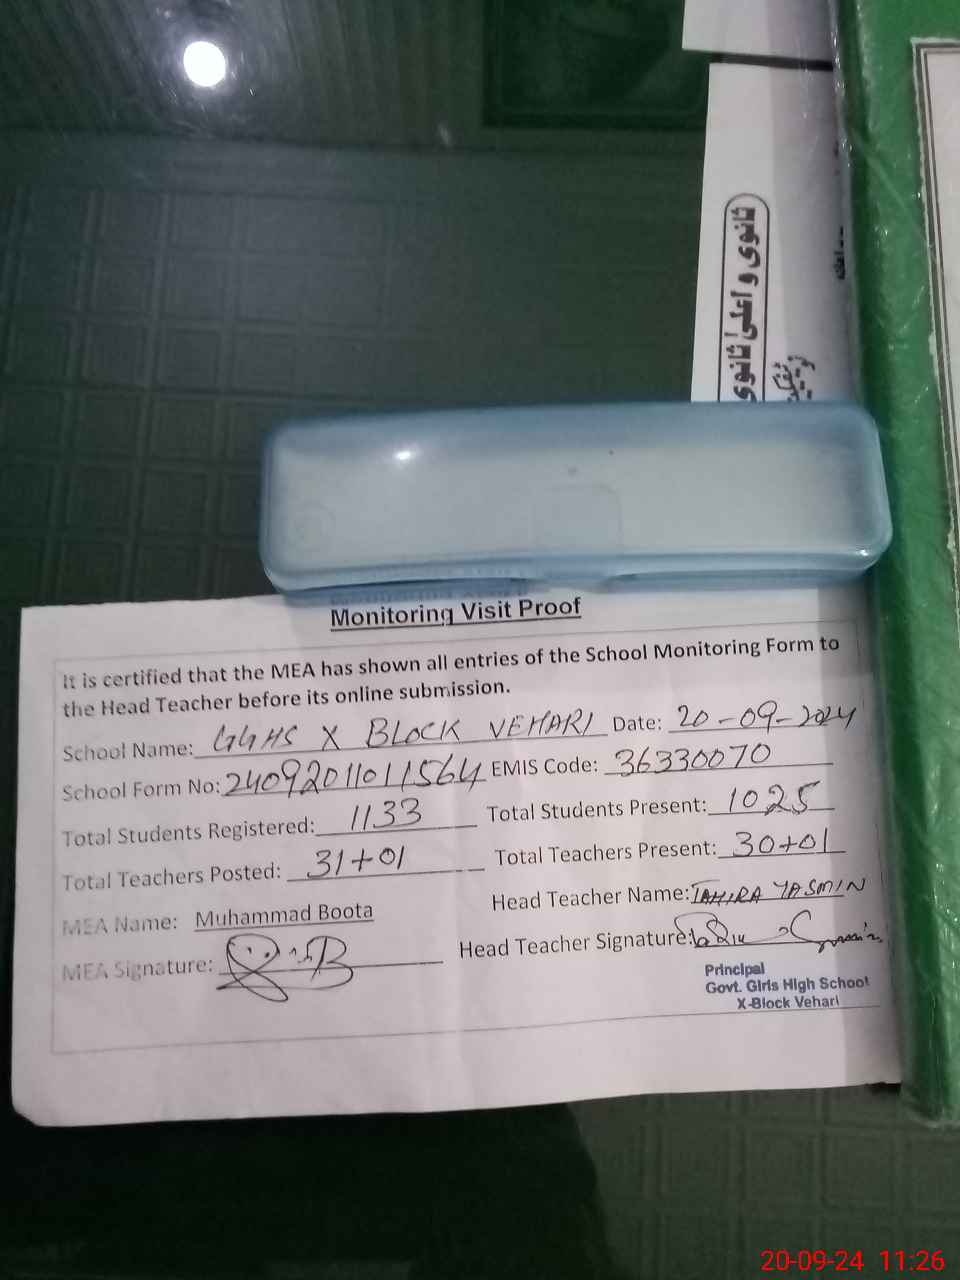 ثانوی و اعلیٰ ثانوی
Monitoring Visit Proof
It is certified that the MEA has shown all entries of the School Monitoring Form to
the Head Teacher before its online submission.
School Name: GGHS X BLOCK VEHARI Date: 20-09-2024
School Form No: 24092011011564 EMIS Code: 36330070
Total Students Registered: 1133 Total Students Present: 1025
Total Teachers Posted: 31+01 Total Teachers Present: 30+01
MEA Name: Muhammad Boota Head Teacher Name: TAHIRA YASMIN
MEA Signature: Head Teacher Signature:
Principal
Govt. Girls High School
X-Block Vehari
20-09-24 11:26